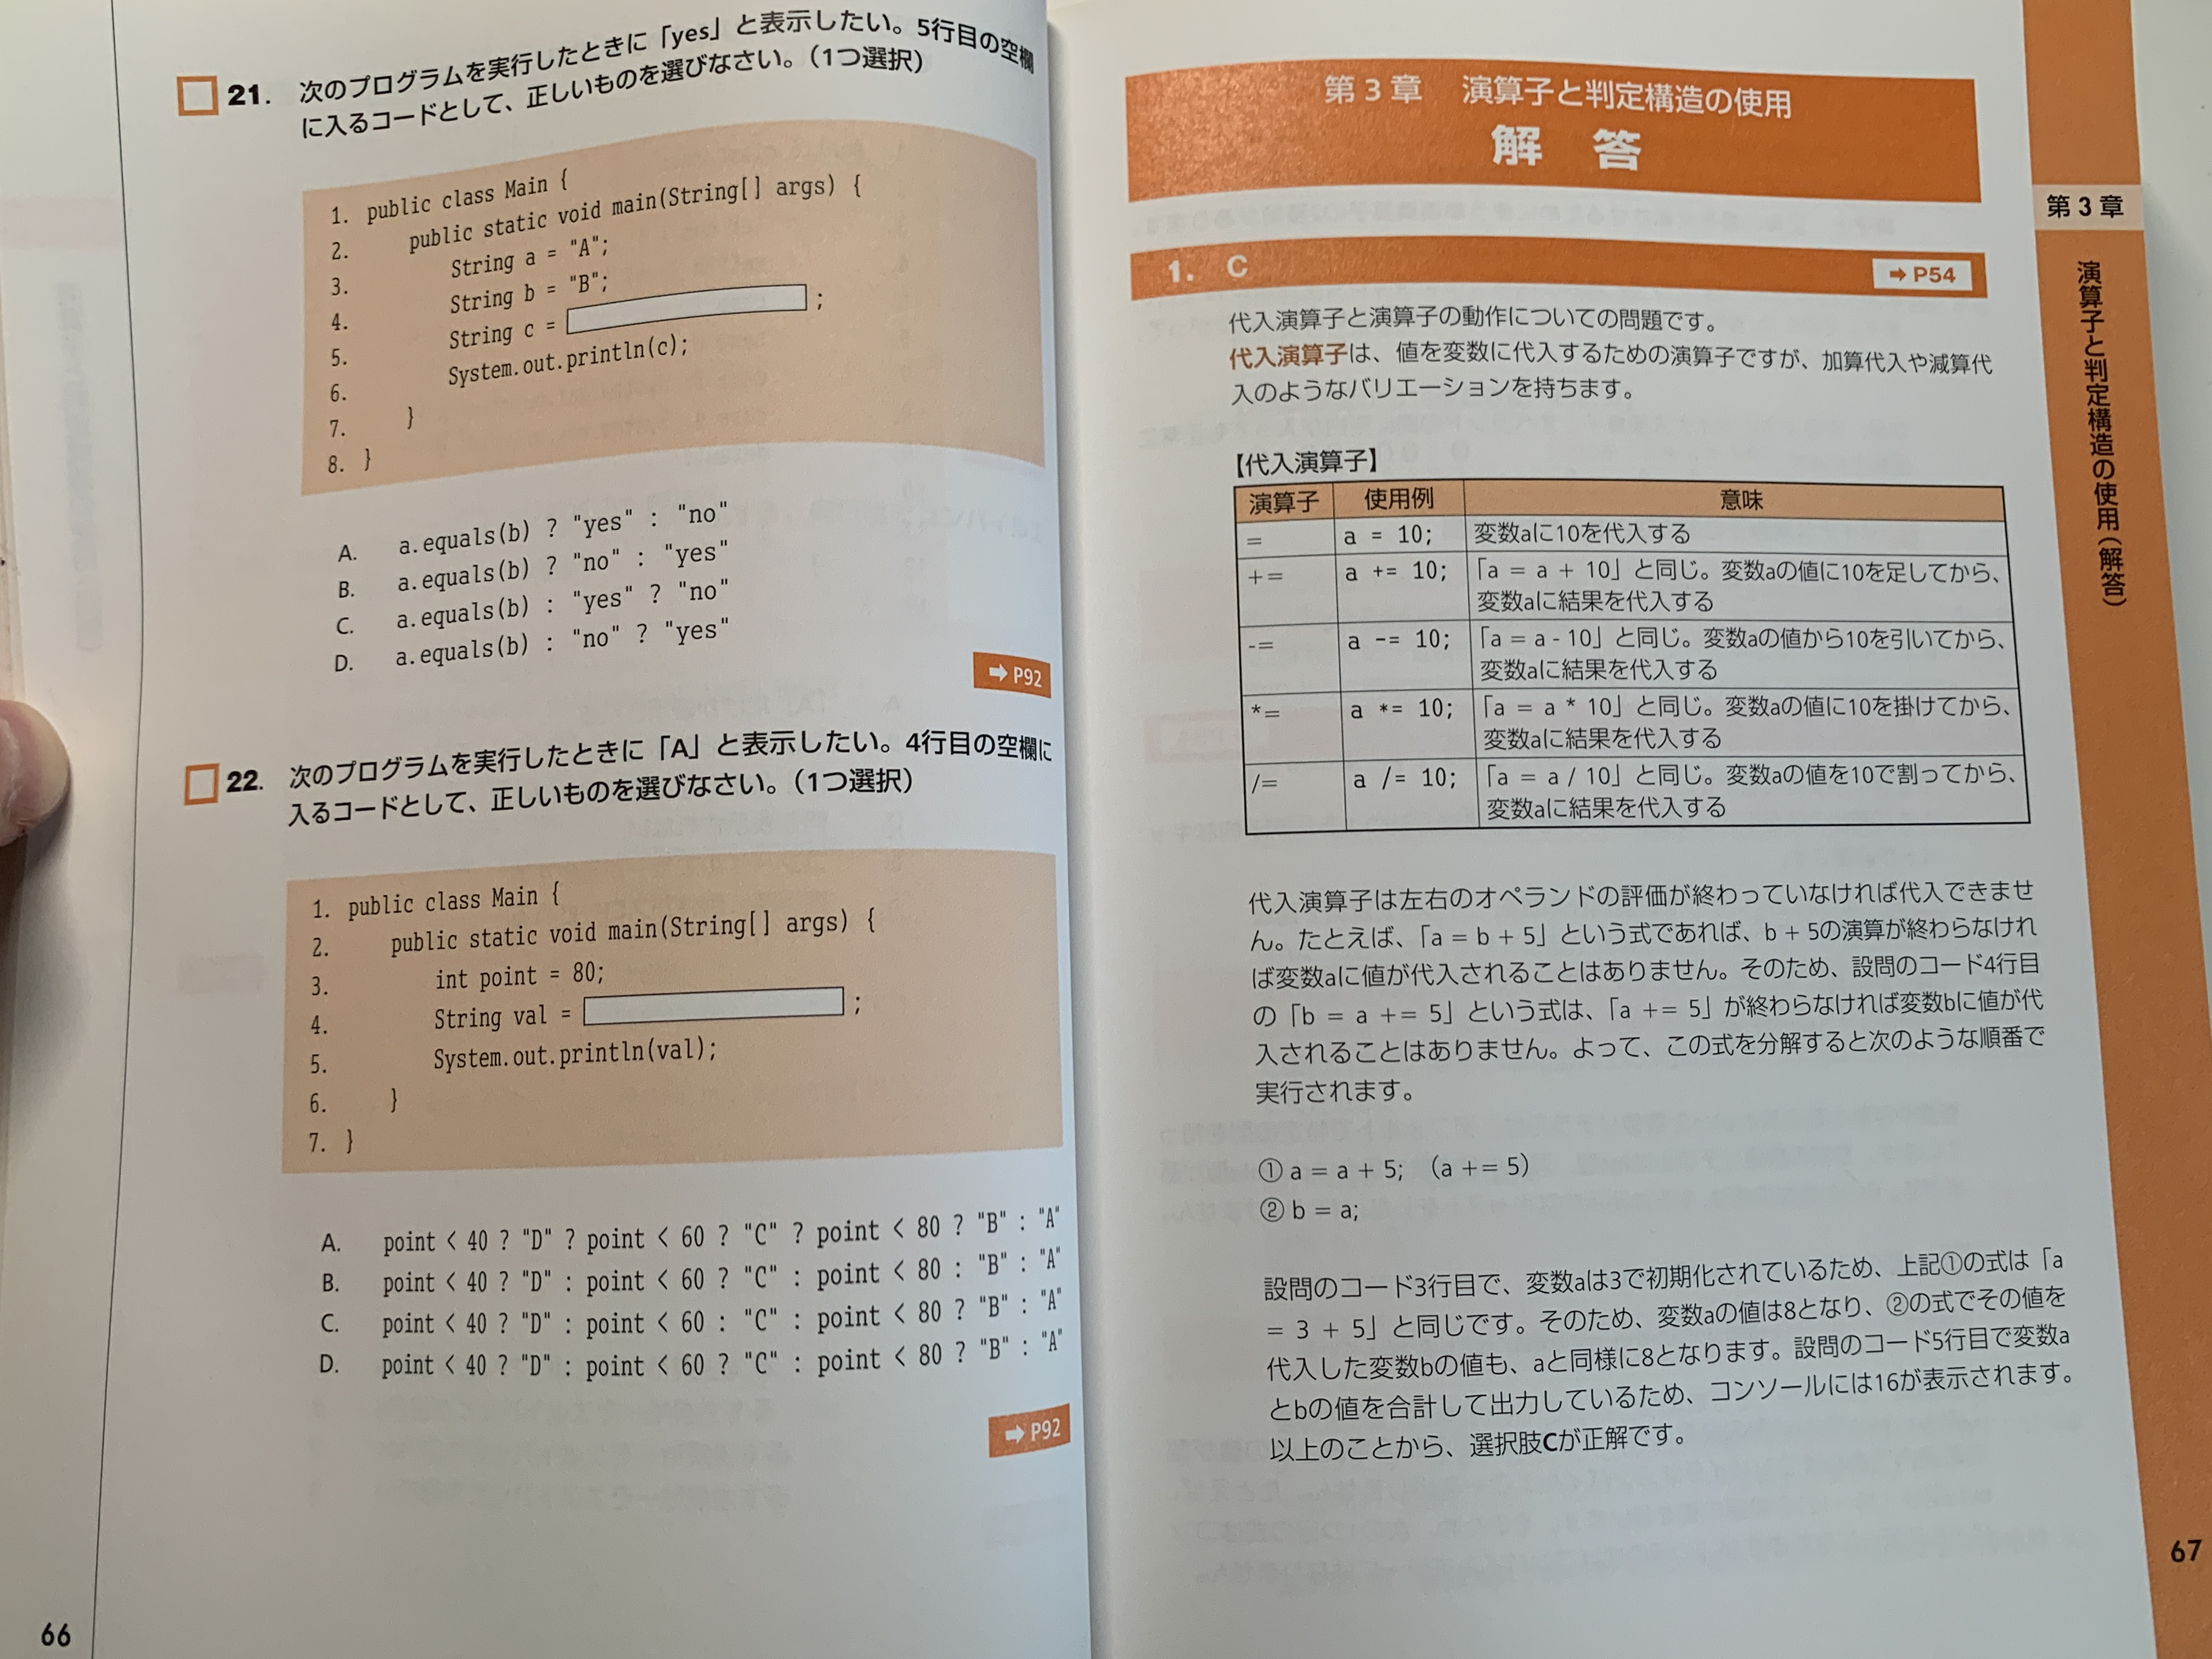 21. 次のプログラムを実行したときに「yes」と表示したい。5行目の空欄
に入るコードとして、正しいものを選びなさい。（1つ選択）
1. public class Main {
2. public static void main(String[] args) {
3. String a = "A";
4. String b = "B";
5. String c = ;
6. System.out.println(c);
7. }
8. }
A. a.equals(b) ? "yes" : "no"
B. a.equals(b) ? "no" : "yes"
C. a.equals(b) : "yes" ? "no"
D. a.equals(b) : "no" ? "yes"
➡ P92
22. 次のプログラムを実行したときに「A」と表示したい。4行目の空欄に
入るコードとして、正しいものを選びなさい。（1つ選択）
1. public class Main {
2. public static void main(String[] args) {
3. int point = 80;
4. String val = ;
5. System.out.println(val);
6. }
7. }
A. point < 40 ? "D" ? point < 60 ? "C" ? point < 80 ? "B" : "A"
B. point < 40 ? "D" : point < 60 ? "C" : point < 80 : "B" : "A"
C. point < 40 ? "D" : point < 60 : "C" : point < 80 ? "B" : "A"
D. point < 40 ? "D" : point < 60 ? "C" : point < 80 ? "B" : "A"
➡ P92
66
第3章 演算子と判定構造の使用
解 答
1. C ➡ P54
代入演算子と演算子の動作についての問題です。
代入演算子は、値を変数に代入するための演算子ですが、加算代入や減算代
入のようなバリエーションを持ちます。
【代入演算子】
演算子 使用例 意味
= a = 10; 変数aに10を代入する
+= a += 10; 「a = a + 10」と同じ。変数aの値に10を足してから、
変数aに結果を代入する
-= a -= 10; 「a = a - 10」と同じ。変数aの値から10を引いてから、
変数aに結果を代入する
*= a *= 10; 「a = a * 10」と同じ。変数aの値に10を掛けてから、
変数aに結果を代入する
/= a /= 10; 「a = a / 10」と同じ。変数aの値を10で割ってから、
変数aに結果を代入する
代入演算子は左右のオペランドの評価が終わっていなければ代入できませ
ん。たとえば、「a = b + 5」という式であれば、b + 5の演算が終わらなけれ
ば変数aに値が代入されることはありません。そのため、設問のコード4行目
の「b = a += 5」という式は、「a += 5」が終わらなければ変数bに値が代
入されることはありません。よって、この式を分解すると次のような順番で
実行されます。
① a = a + 5; （a += 5）
② b = a;
設問のコード3行目で、変数aは3で初期化されているため、上記①の式は「a
= 3 + 5」と同じです。そのため、変数aの値は8となり、②の式でその値を
代入した変数bの値も、aと同様に8となります。設問のコード5行目で変数a
とbの値を合計して出力しているため、コンソールには16が表示されます。
以上のことから、選択肢Cが正解です。
第3章
演算子と判定構造の使用（解答）
67